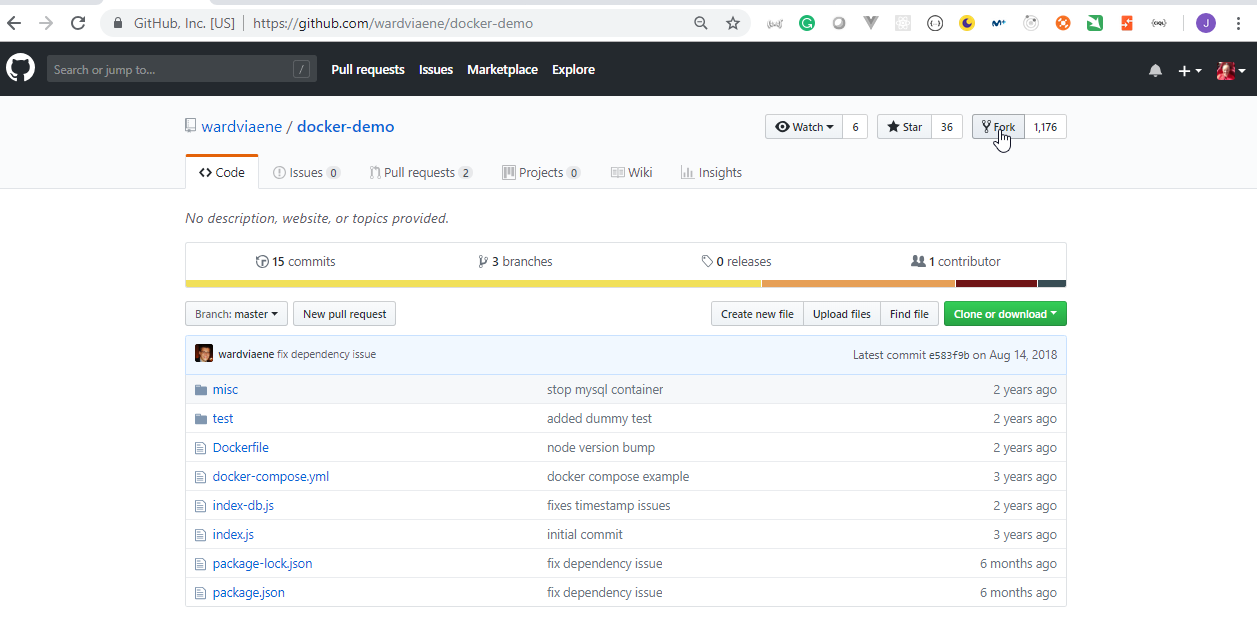 GitHub, Inc. [US] | https://github.com/wardviaene/docker-demo
J
Search or jump to... / Pull requests Issues Marketplace Explore
wardviaene / docker-demo Watch 6 Star 36 Fork 1,176
Code Issues 0 Pull requests 2 Projects 0 Wiki Insights
No description, website, or topics provided.
15 commits 3 branches 0 releases 1 contributor
Branch: master New pull request Create new file Upload files Find file Clone or download
wardviaene fix dependency issue Latest commit e583f9b on Aug 14, 2018
misc stop mysql container 2 years ago
test added dummy test 2 years ago
Dockerfile node version bump 2 years ago
docker-compose.yml docker compose example 3 years ago
index-db.js fixes timestamp issues 2 years ago
index.js initial commit 3 years ago
package-lock.json fix dependency issue 6 months ago
package.json fix dependency issue 6 months ago